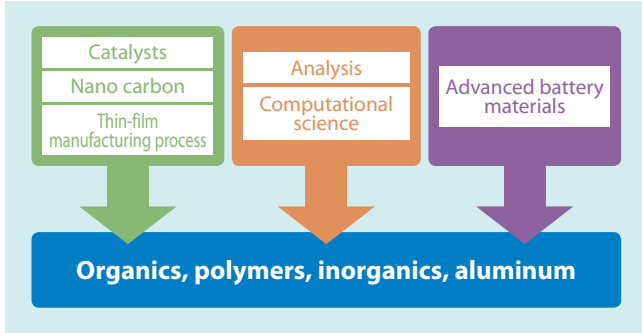 Catalysts
Nano carbon
Thin-film
manufacturing process
Analysis
Computational
science
Advanced battery
materials
Organics, polymers, inorganics, aluminum